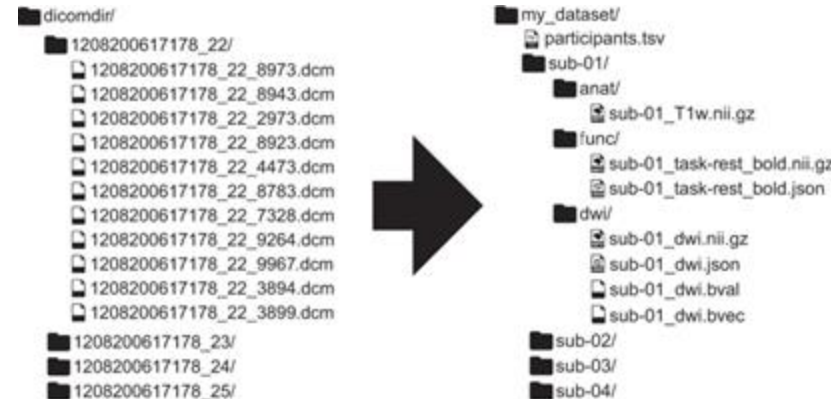 dicomdir/
1208200617178_22/
1208200617178_22_8973.dcm
1208200617178_22_8943.dcm
1208200617178_22_2973.dcm
1208200617178_22_8923.dcm
1208200617178_22_4473.dcm
1208200617178_22_8783.dcm
1208200617178_22_7328.dcm
1208200617178_22_9264.dcm
1208200617178_22_9967.dcm
1208200617178_22_3894.dcm
1208200617178_22_3899.dcm
1208200617178_23/
1208200617178_24/
1208200617178_25/
my_dataset/
participants.tsv
sub-01/
anat/
sub-01_T1w.nii.gz
func/
sub-01_task-rest_bold.nii.gz
sub-01_task-rest_bold.json
dwi/
sub-01_dwi.nii.gz
sub-01_dwi.json
sub-01_dwi.bval
sub-01_dwi.bvec
sub-02/
sub-03/
sub-04/